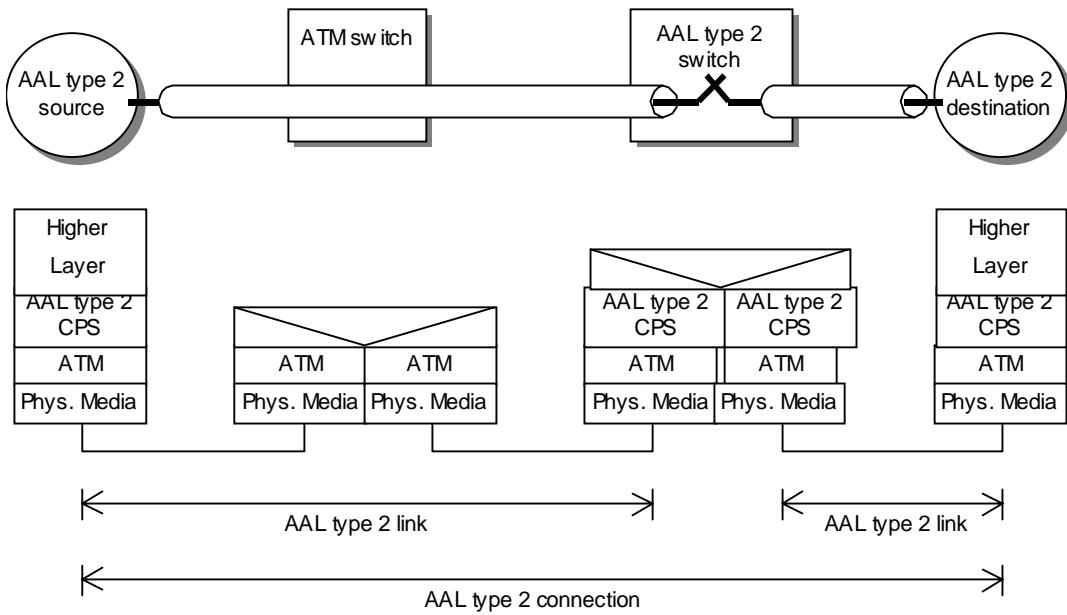 AAL type 2
source
ATM switch
AAL type 2
switch
AAL type 2
destination
Higher
Layer
AAL type 2
CPS
ATM
Phys. Media
ATM
ATM
Phys. Media
Phys. Media
AAL type 2
CPS
AAL type 2
CPS
ATM
ATM
Phys. Media
Phys. Media
Higher
Layer
AAL type 2
CPS
ATM
Phys. Media
AAL type 2 link
AAL type 2 link
AAL type 2 connection